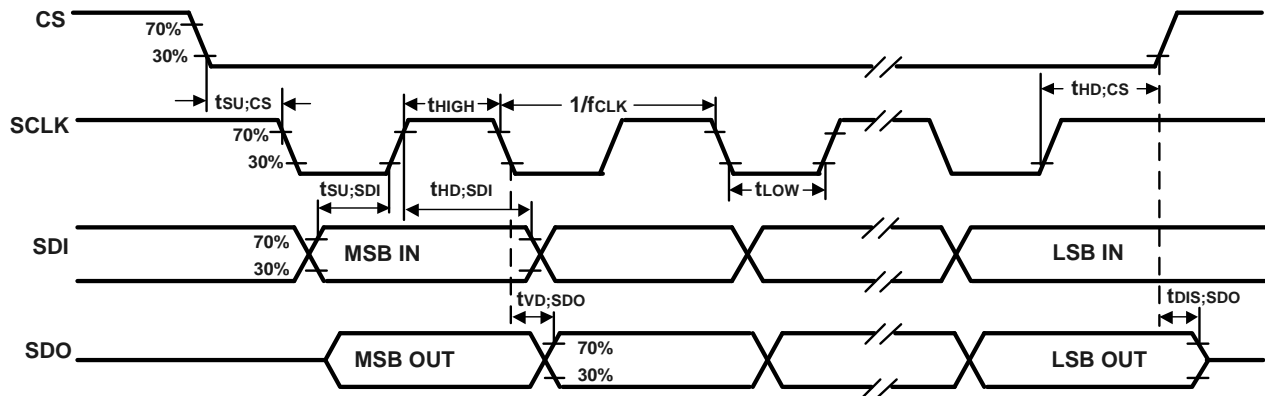 CS
70%
30%
tSU;CS
tHIGH
1/fCLK
tHD;CS
SCLK
70%
30%
tSU;SDI
tHD;SDI
tLOW
SDI
70%
30%
MSB IN
LSB IN
tVD;SDO
tDIS;SDO
SDO
MSB OUT
70%
30%
LSB OUT